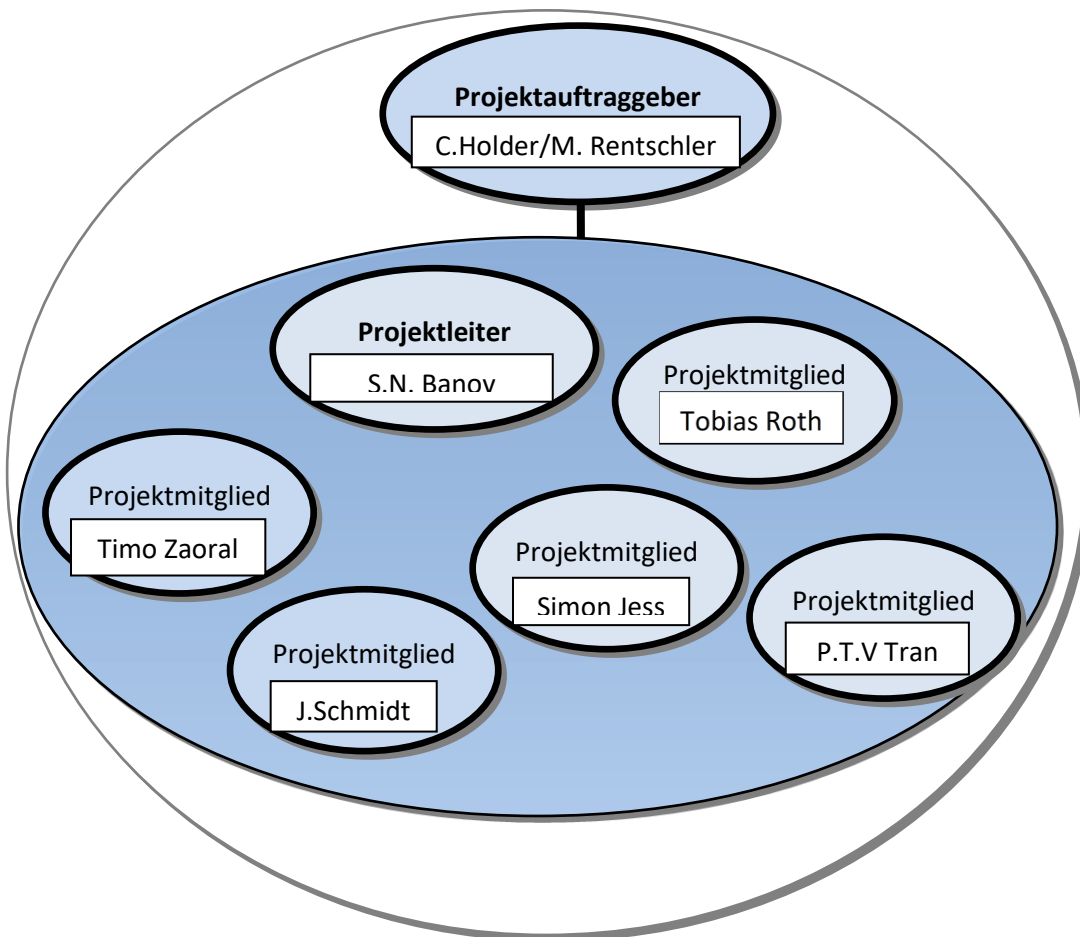 Projektauftraggeber
C.Holder/M. Rentschler
Projektleiter
S.N. Banov
Projektmitglied
Tobias Roth
Projektmitglied
Timo Zaoral
Projektmitglied
Simon Jess
Projektmitglied
P.T.V Tran
Projektmitglied
J.Schmidt